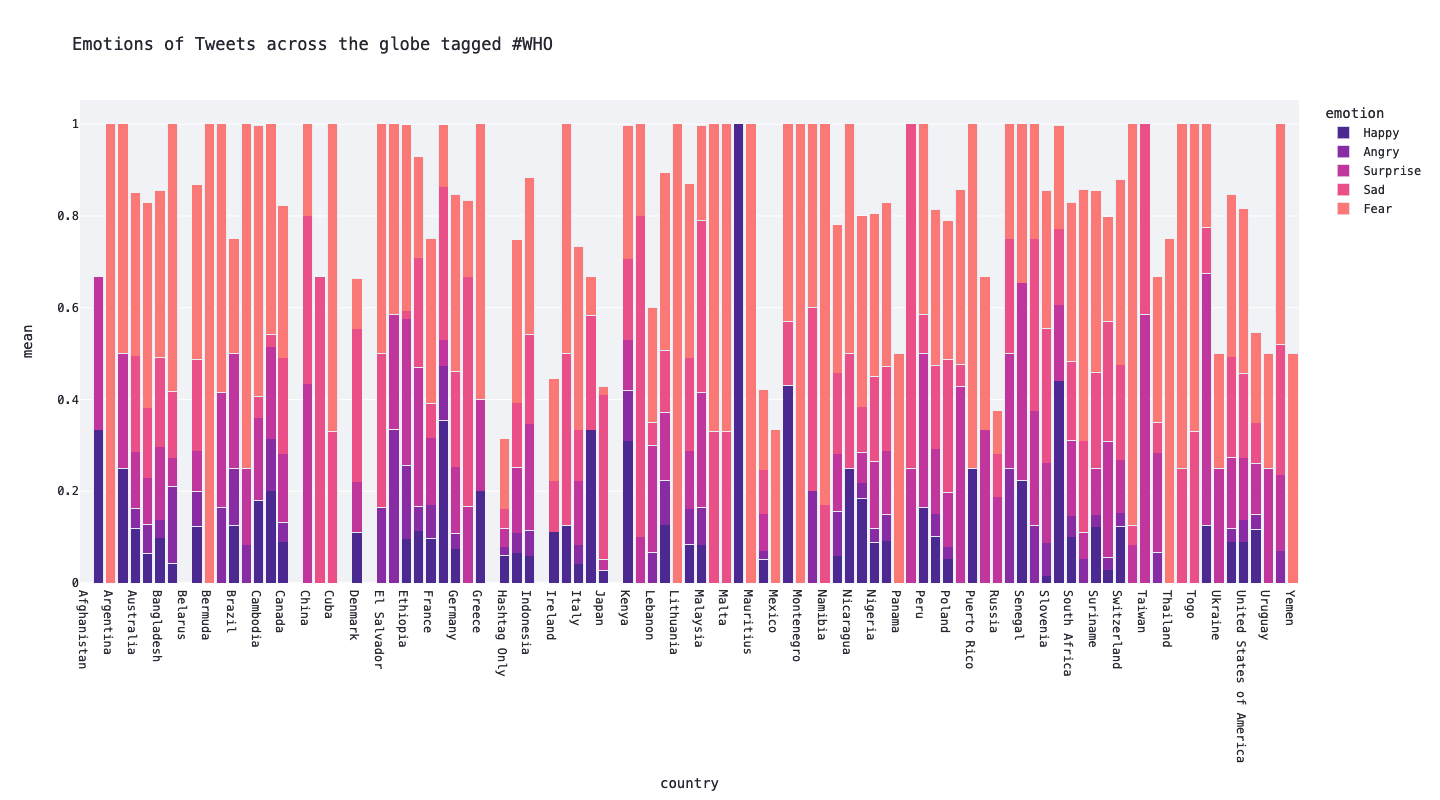 Emotions of Tweets across the globe tagged #WHO
emotion
Happy
Angry
Surprise
Sad
Fear
mean
1
0.8
0.6
0.4
0.2
0
Afghanistan
Argentina
Australia
Bangladesh
Belarus
Bermuda
Brazil
Cambodia
Canada
China
Cuba
Denmark
El Salvador
Ethiopia
France
Germany
Greece
Hashtag Only
Indonesia
Ireland
Italy
Japan
Kenya
Lebanon
Lithuania
Malaysia
Malta
Mauritius
Mexico
Montenegro
Namibia
Nicaragua
Nigeria
Panama
Peru
Poland
Puerto Rico
Russia
Senegal
Slovenia
South Africa
Suriname
Switzerland
Taiwan
Thailand
Togo
Ukraine
United States of America
Uruguay
Yemen
country